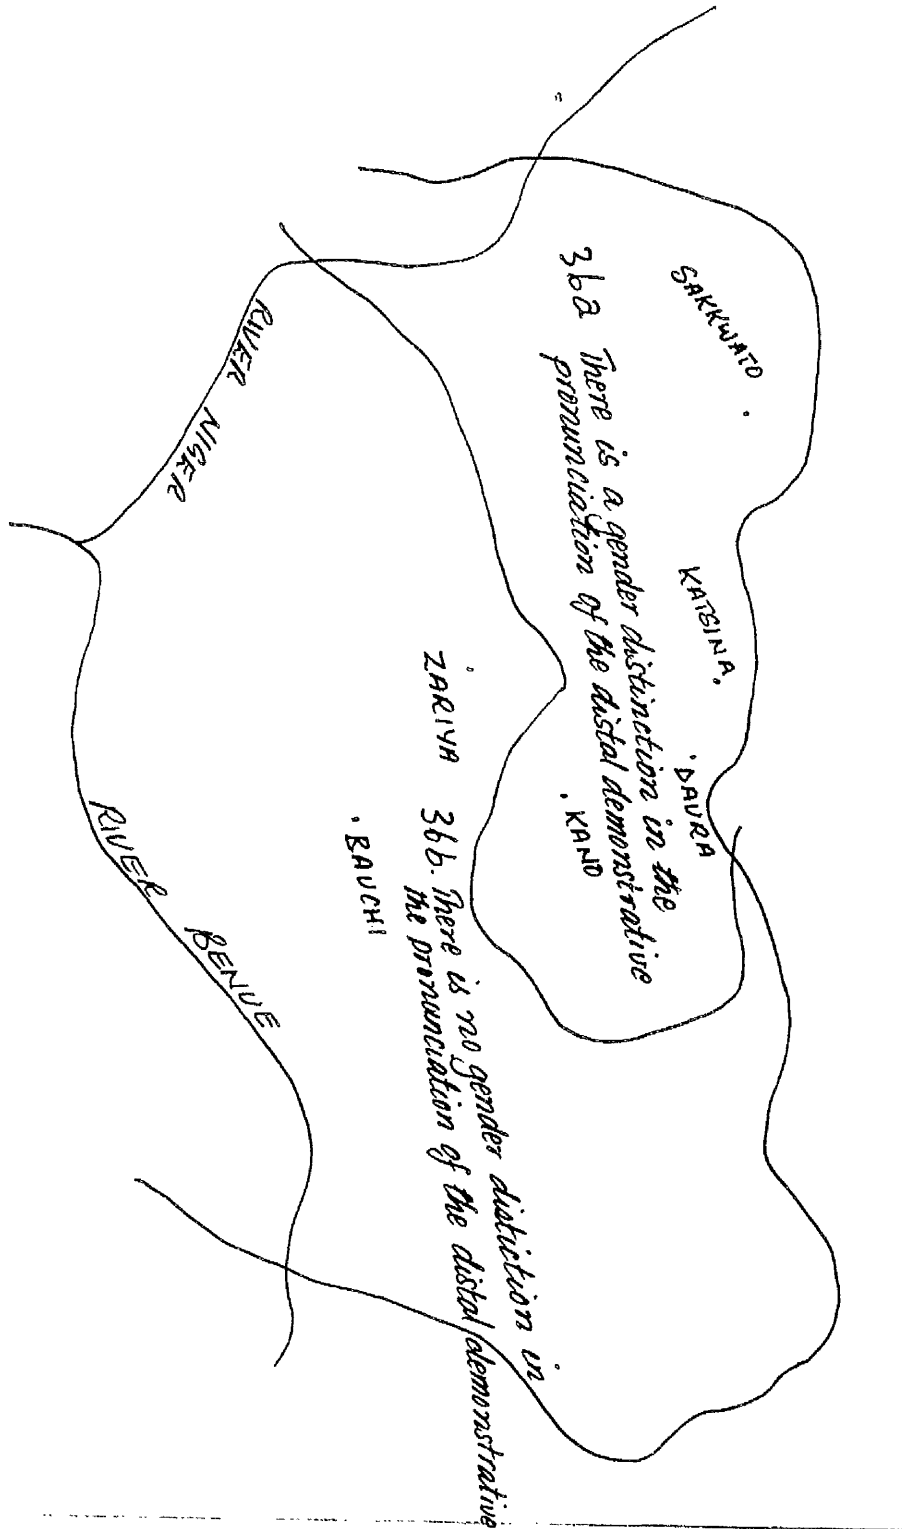 SAKKWATO
KATSINA
DAURA
36a There is a gender distinction in the
pronunciation of the distal demonstrative
KANO
ZARIYA
36b. There is no gender distiction in
the pronunciation of the distal demonstrative
BAUCHI
RIVER NIGER
RIVER BENUE